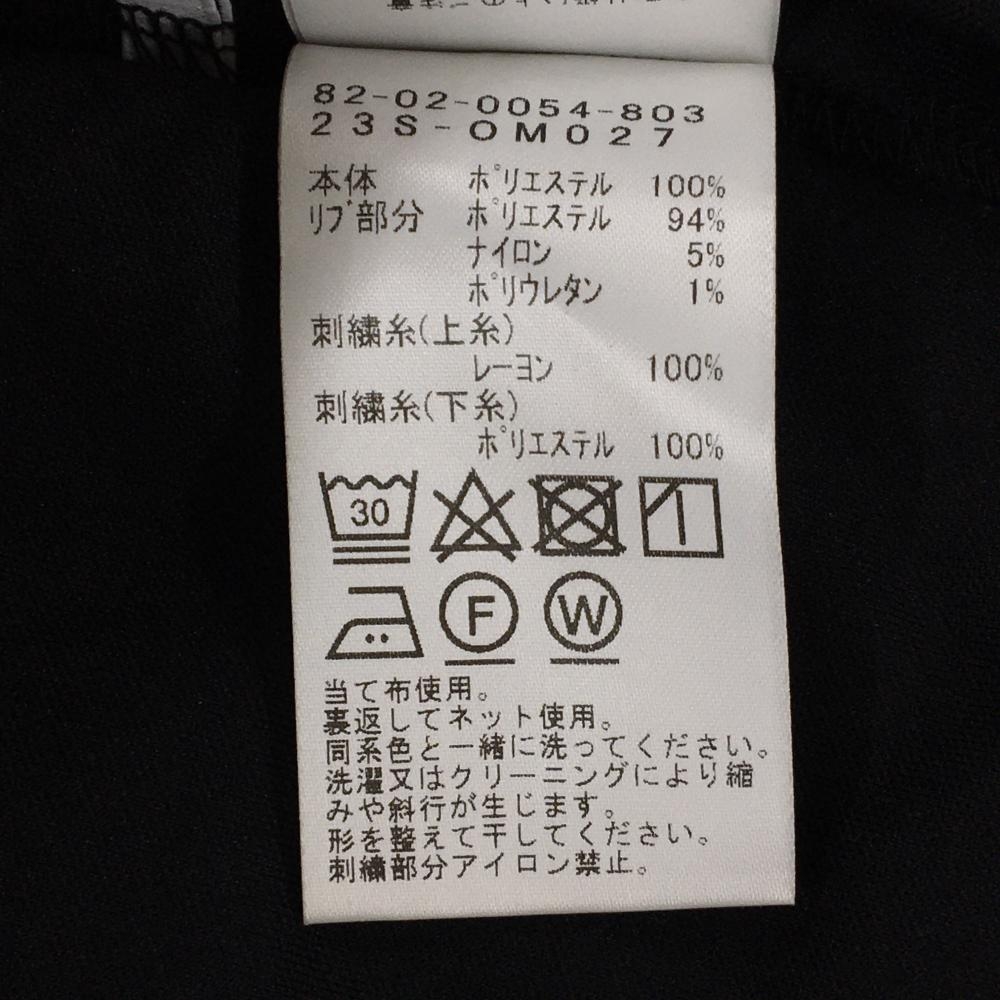 82-02-0054-803
23S-OM027
本体 ポリエステル 100%
リブ部分 ポリエステル 94%
ナイロン 5%
ポリウレタン 1%
刺繍糸(上糸)
レーヨン 100%
刺繍糸(下糸)
ポリエステル 100%
30
F W
当て布使用。
裏返してネット使用。
同系色と一緒に洗ってください。
洗濯又はクリーニングにより縮
みや斜行が生じます。
形を整えて干してください。
刺繍部分アイロン禁止。